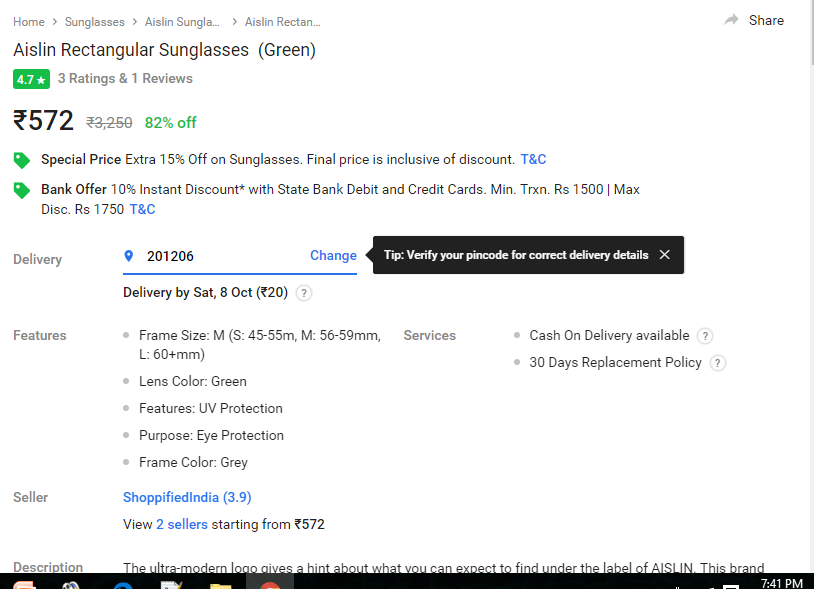 Home > Sunglasses > Aislin Sungla... > Aislin Rectan...
Share
Aislin Rectangular Sunglasses (Green)
4.7★ 3 Ratings & 1 Reviews
₹572 ₹3,250 82% off
Special Price Extra 15% Off on Sunglasses. Final price is inclusive of discount. T&C
Bank Offer 10% Instant Discount* with State Bank Debit and Credit Cards. Min. Trxn. Rs 1500 | Max
Disc. Rs 1750 T&C
Delivery 201206 Change Tip: Verify your pincode for correct delivery details ✕
Delivery by Sat, 8 Oct (₹20) ?
Features
Frame Size: M (S: 45-55m, M: 56-59mm,
L: 60+mm)
Lens Color: Green
Features: UV Protection
Purpose: Eye Protection
Frame Color: Grey
Services
Cash On Delivery available ?
30 Days Replacement Policy ?
Seller ShoppifiedIndia (3.9)
View 2 sellers starting from ₹572
Description The ultra-modern logo gives a hint about what you can expect to find under the label of AISLIN. This brand
7:41 PM